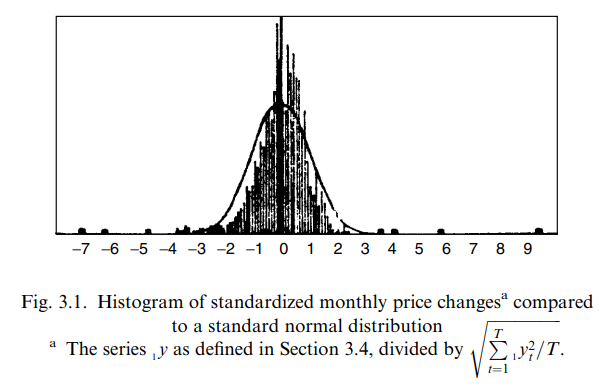 −7 −6 −5 −4 −3 −2 −1 0 1 2 3 4 5 6 7 8 9
Fig. 3.1. Histogram of standardized monthly price changesᵃ compared
to a standard normal distribution
ᵃ The series ₁y as defined in Section 3.4, divided by √(∑ₜ₌₁ᵀ ₁yₜ²/T).